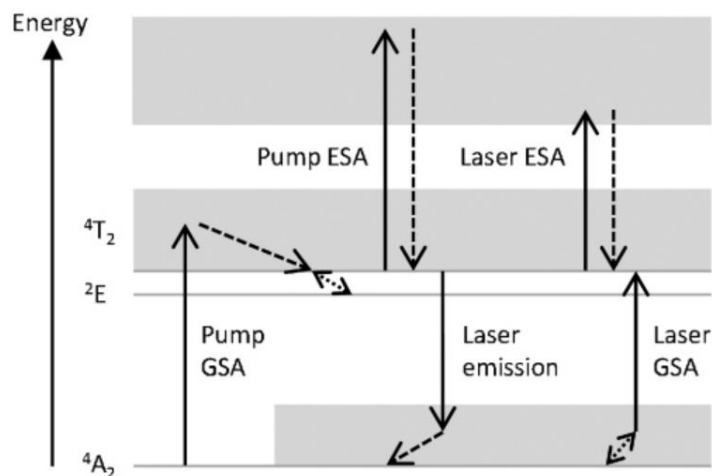 Energy
Pump ESA
Laser ESA
⁴T₂
²E
Pump
GSA
Laser
emission
Laser
GSA
⁴A₂